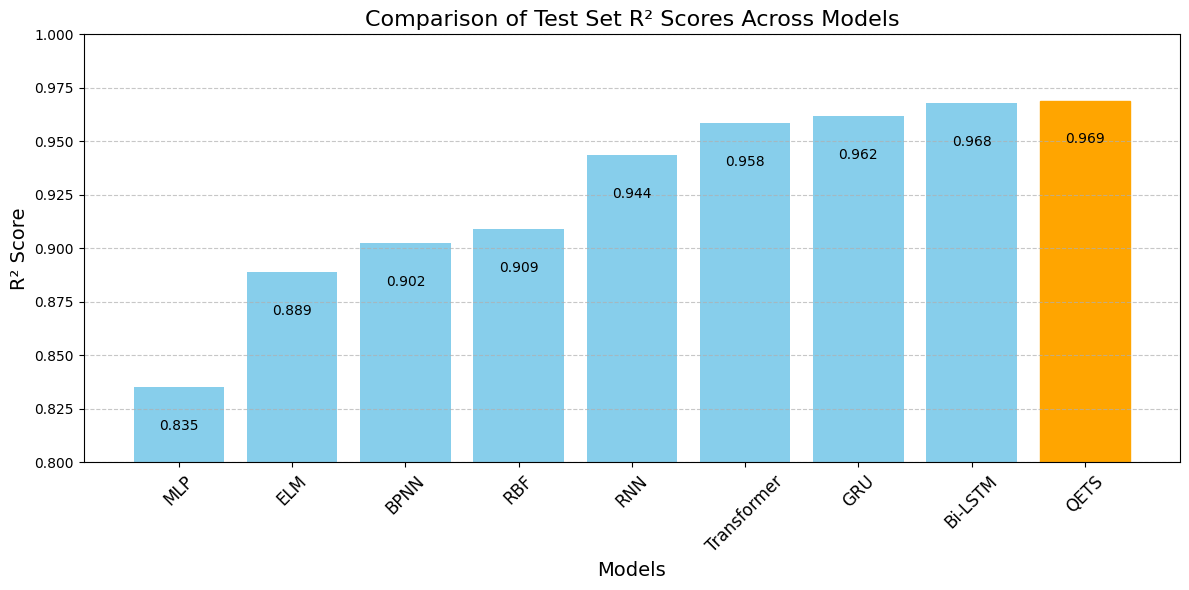 Comparison of Test Set R² Scores Across Models
R² Score
1.000
0.975
0.950
0.925
0.900
0.875
0.850
0.825
0.800
0.835
0.889
0.902
0.909
0.944
0.958
0.962
0.968
0.969
MLP
ELM
BPNN
RBF
RNN
Transformer
GRU
Bi-LSTM
QETS
Models